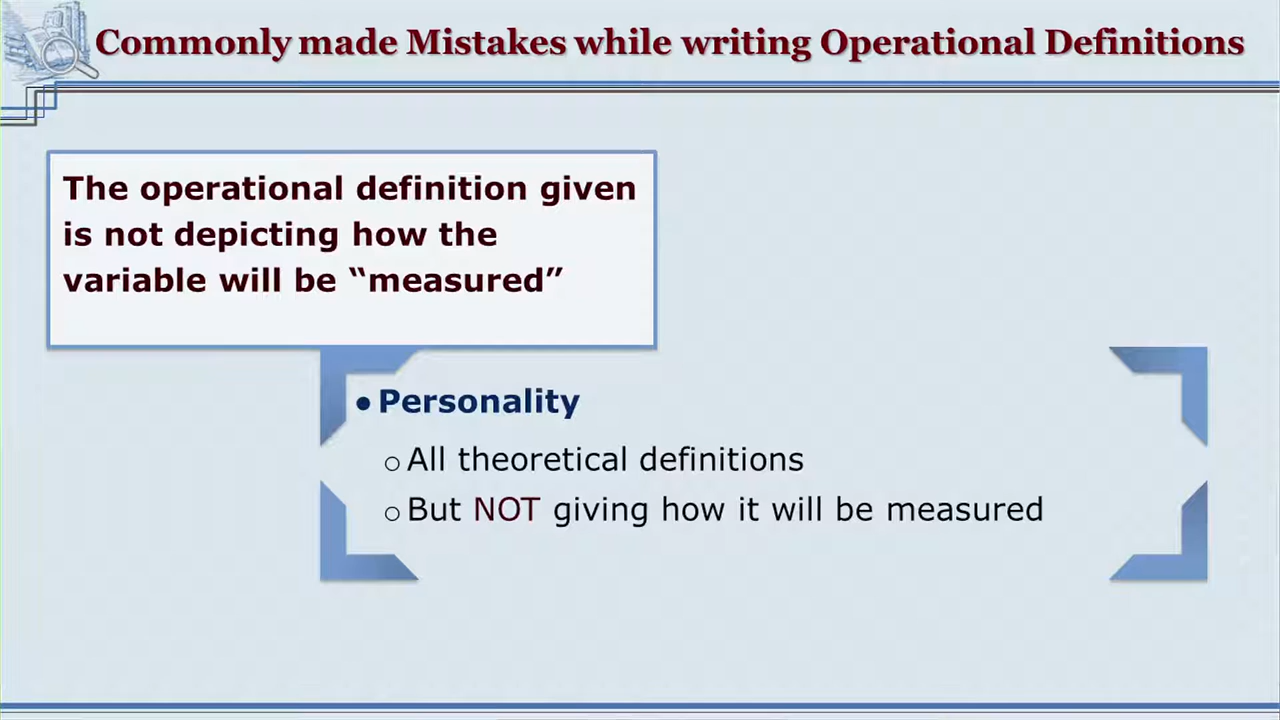 Commonly made Mistakes while writing Operational Definitions
The operational definition given
is not depicting how the
variable will be “measured”
● Personality
○ All theoretical definitions
○ But NOT giving how it will be measured